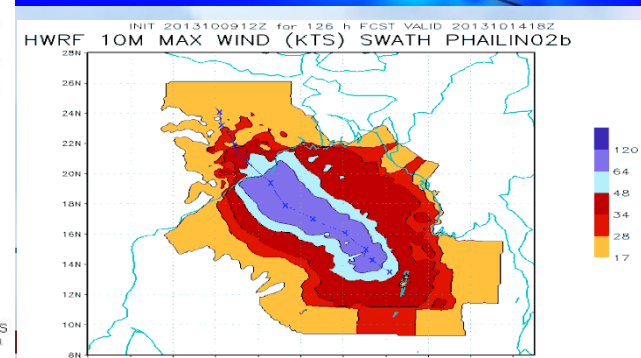 INIT 2013100912Z for 126 h FCST VALID 2013101418Z
HWRF 10M MAX WIND (KTS) SWATH PHAILIN02b
28N
26N
24N
22N
20N
18N
16N
14N
12N
10N
8N
120
64
48
34
28
17
S